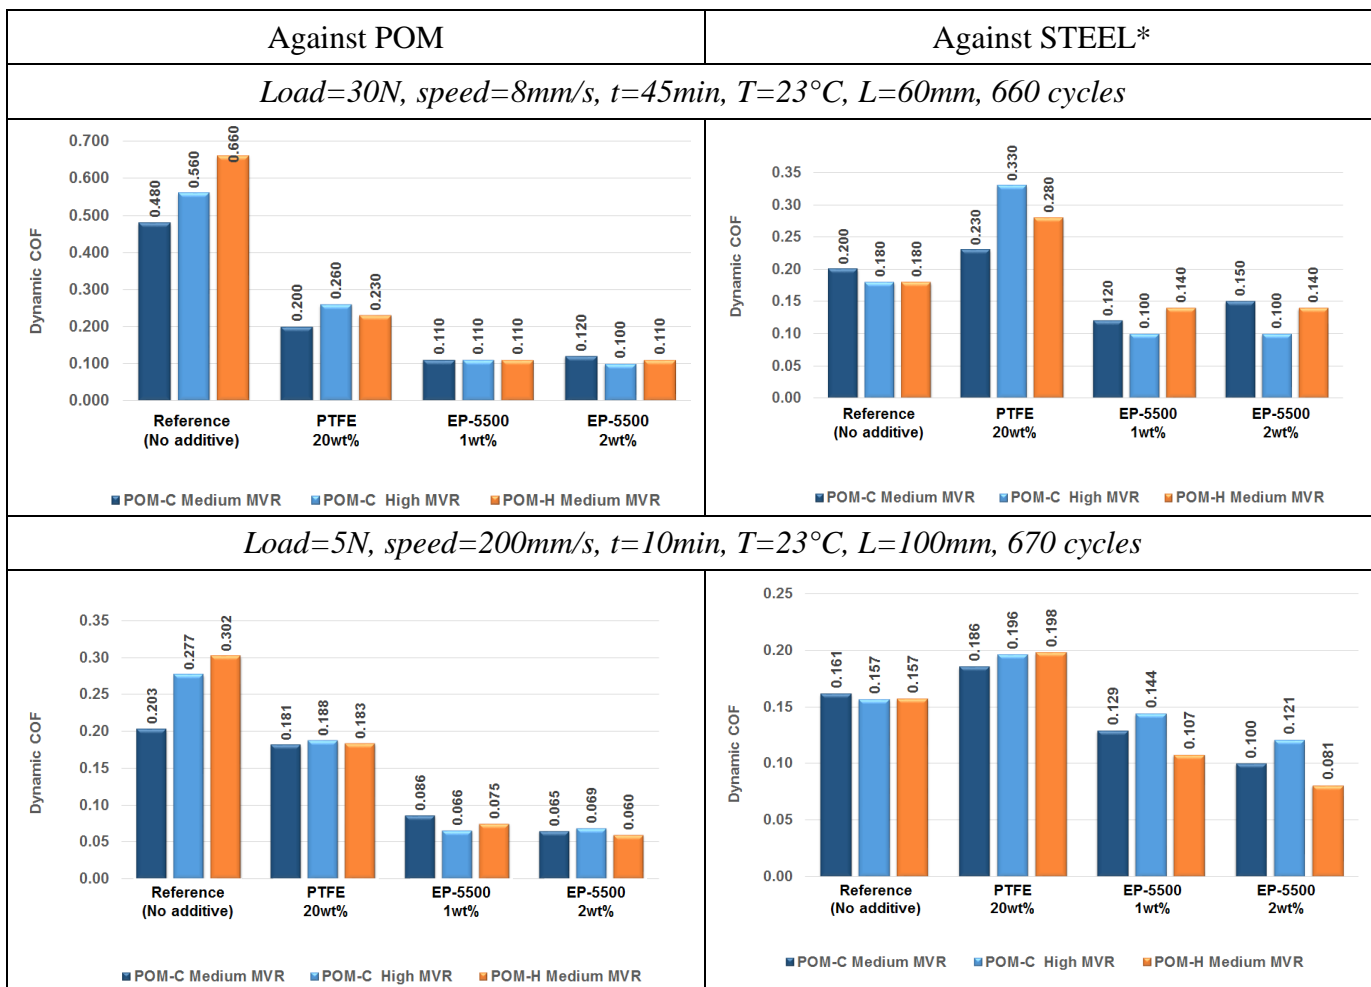 Against POM
Against STEEL*
Load=30N, speed=8mm/s, t=45min, T=23°C, L=60mm, 660 cycles
Dynamic COF
0.700
0.600
0.500
0.400
0.300
0.200
0.100
0.000
0.480
0.560
0.660
0.200
0.260
0.230
0.110
0.110
0.110
0.120
0.100
0.110
Reference
(No additive)
PTFE
20wt%
EP-5500
1wt%
EP-5500
2wt%
POM-C Medium MVR
POM-C High MVR
POM-H Medium MVR
Dynamic COF
0.35
0.30
0.25
0.20
0.15
0.10
0.05
0.00
0.200
0.180
0.180
0.230
0.330
0.280
0.120
0.100
0.140
0.150
0.100
0.140
Reference
(No additive)
PTFE
20wt%
EP-5500
1wt%
EP-5500
2wt%
POM-C Medium MVR
POM-C High MVR
POM-H Medium MVR
Load=5N, speed=200mm/s, t=10min, T=23°C, L=100mm, 670 cycles
Dynamic COF
0.35
0.30
0.25
0.20
0.15
0.10
0.05
0.00
0.203
0.277
0.302
0.181
0.188
0.183
0.086
0.066
0.075
0.065
0.069
0.060
Reference
(No additive)
PTFE
20wt%
EP-5500
1wt%
EP-5500
2wt%
POM-C Medium MVR
POM-C High MVR
POM-H Medium MVR
Dynamic COF
0.25
0.20
0.15
0.10
0.05
0.00
0.161
0.157
0.157
0.186
0.196
0.198
0.129
0.144
0.107
0.100
0.121
0.081
Reference
(No additive)
PTFE
20wt%
EP-5500
1wt%
EP-5500
2wt%
POM-C Medium MVR
POM-C High MVR
POM-H Medium MVR